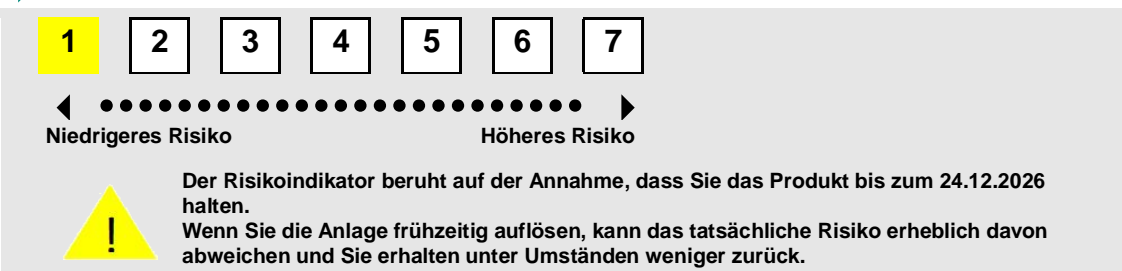 1 2 3 4 5 6 7
Niedrigeres Risiko Höheres Risiko
Der Risikoindikator beruht auf der Annahme, dass Sie das Produkt bis zum 24.12.2026
halten.
! Wenn Sie die Anlage frühzeitig auflösen, kann das tatsächliche Risiko erheblich davon
abweichen und Sie erhalten unter Umständen weniger zurück.